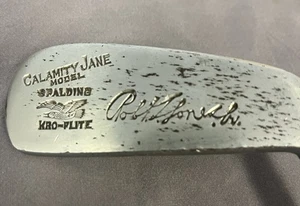 CALAMITY JANE
MODEL
SPALDING
KRO-FLITE
Robt. T. Jones, Jr.